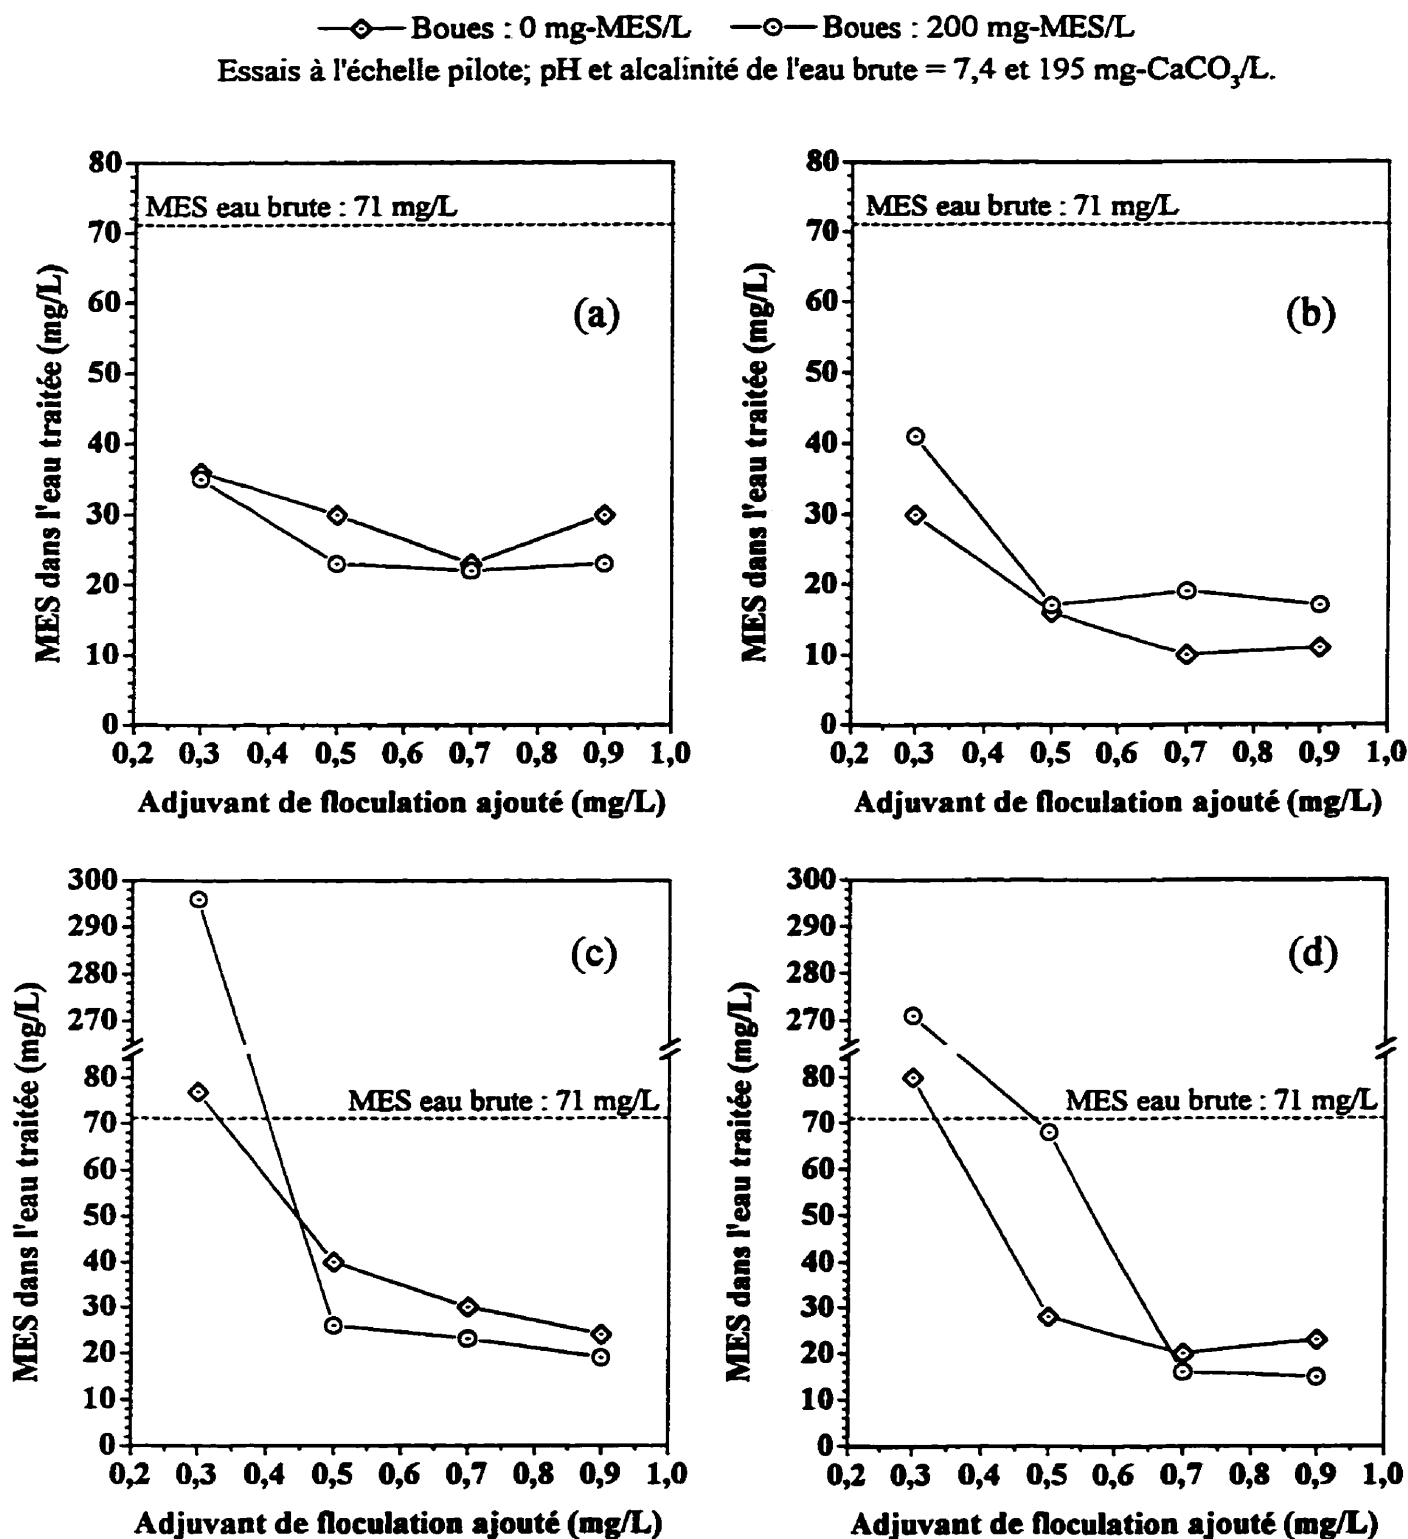 Boues : 0 mg-MES/L Boues : 200 mg-MES/L
Essais à l'échelle pilote; pH et alcalinité de l'eau brute = 7,4 et 195 mg-CaCO₃/L.
80
70
60
50
40
30
20
10
0
MES dans l'eau traitée (mg/L)
MES eau brute : 71 mg/L
(a)
0,2 0,3 0,4 0,5 0,6 0,7 0,8 0,9 1,0
Adjuvant de floculation ajouté (mg/L)
80
70
60
50
40
30
20
10
0
MES dans l'eau traitée (mg/L)
MES eau brute : 71 mg/L
(b)
0,2 0,3 0,4 0,5 0,6 0,7 0,8 0,9 1,0
Adjuvant de floculation ajouté (mg/L)
300
290
280
270
80
70
60
50
40
30
20
10
0
MES dans l'eau traitée (mg/L)
(c)
MES eau brute : 71 mg/L
0,2 0,3 0,4 0,5 0,6 0,7 0,8 0,9 1,0
Adjuvant de floculation ajouté (mg/L)
300
290
280
270
80
70
60
50
40
30
20
10
0
MES dans l'eau traitée (mg/L)
(d)
MES eau brute : 71 mg/L
0,2 0,3 0,4 0,5 0,6 0,7 0,8 0,9 1,0
Adjuvant de floculation ajouté (mg/L)